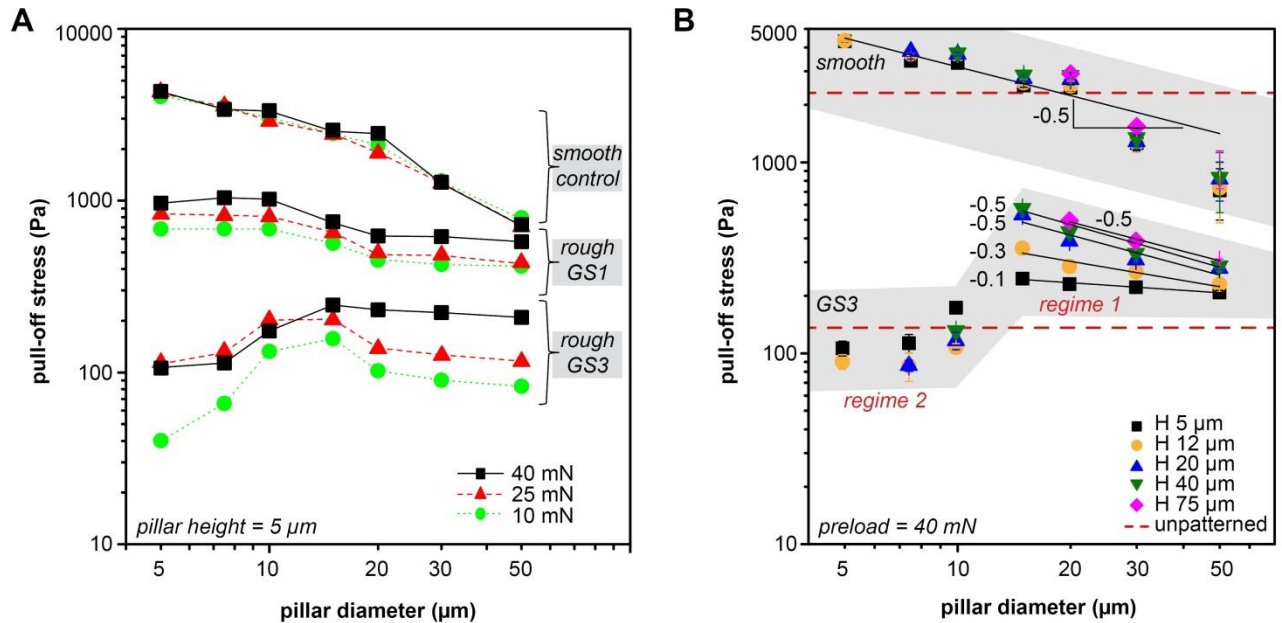 A
10000
1000
100
10
pull-off stress (Pa)
smooth
control
rough
GS1
rough
GS3
40 mN
25 mN
10 mN
pillar height = 5 µm
5
10
20
30
50
pillar diameter (µm)
B
5000
1000
100
10
pull-off stress (Pa)
smooth
-0.5
-0.5
-0.5
-0.5
-0.3
-0.1
GS3
regime 1
regime 2
H 5 µm
H 12 µm
H 20 µm
H 40 µm
H 75 µm
unpatterned
preload = 40 mN
5
10
20
30
50
pillar diameter (µm)